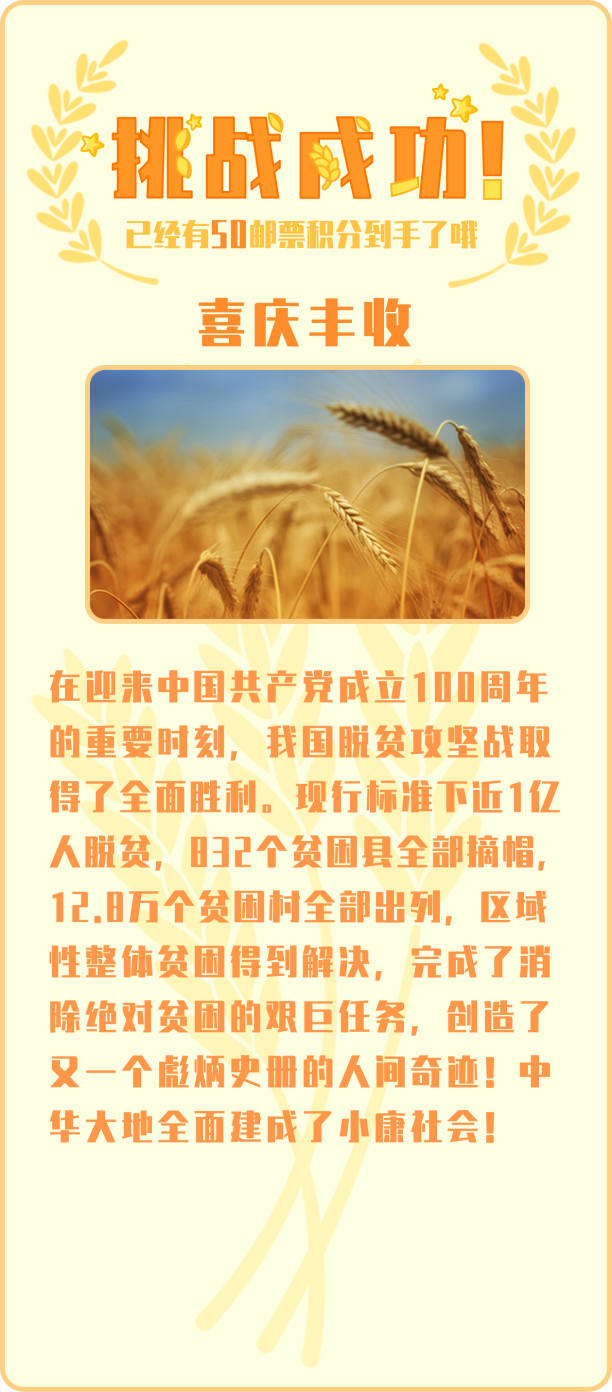 挑战成功!
已经有50邮票积分到手了哦
喜庆丰收
在迎来中国共产党成立100周年
的重要时刻，我国脱贫攻坚战取
得了全面胜利。现行标准下近1亿
人脱贫，832个贫困县全部摘帽，
12.8万个贫困村全部出列，区域
性整体贫困得到解决，完成了消
除绝对贫困的艰巨任务，创造了
又一个彪炳史册的人间奇迹！中
华大地全面建成了小康社会！